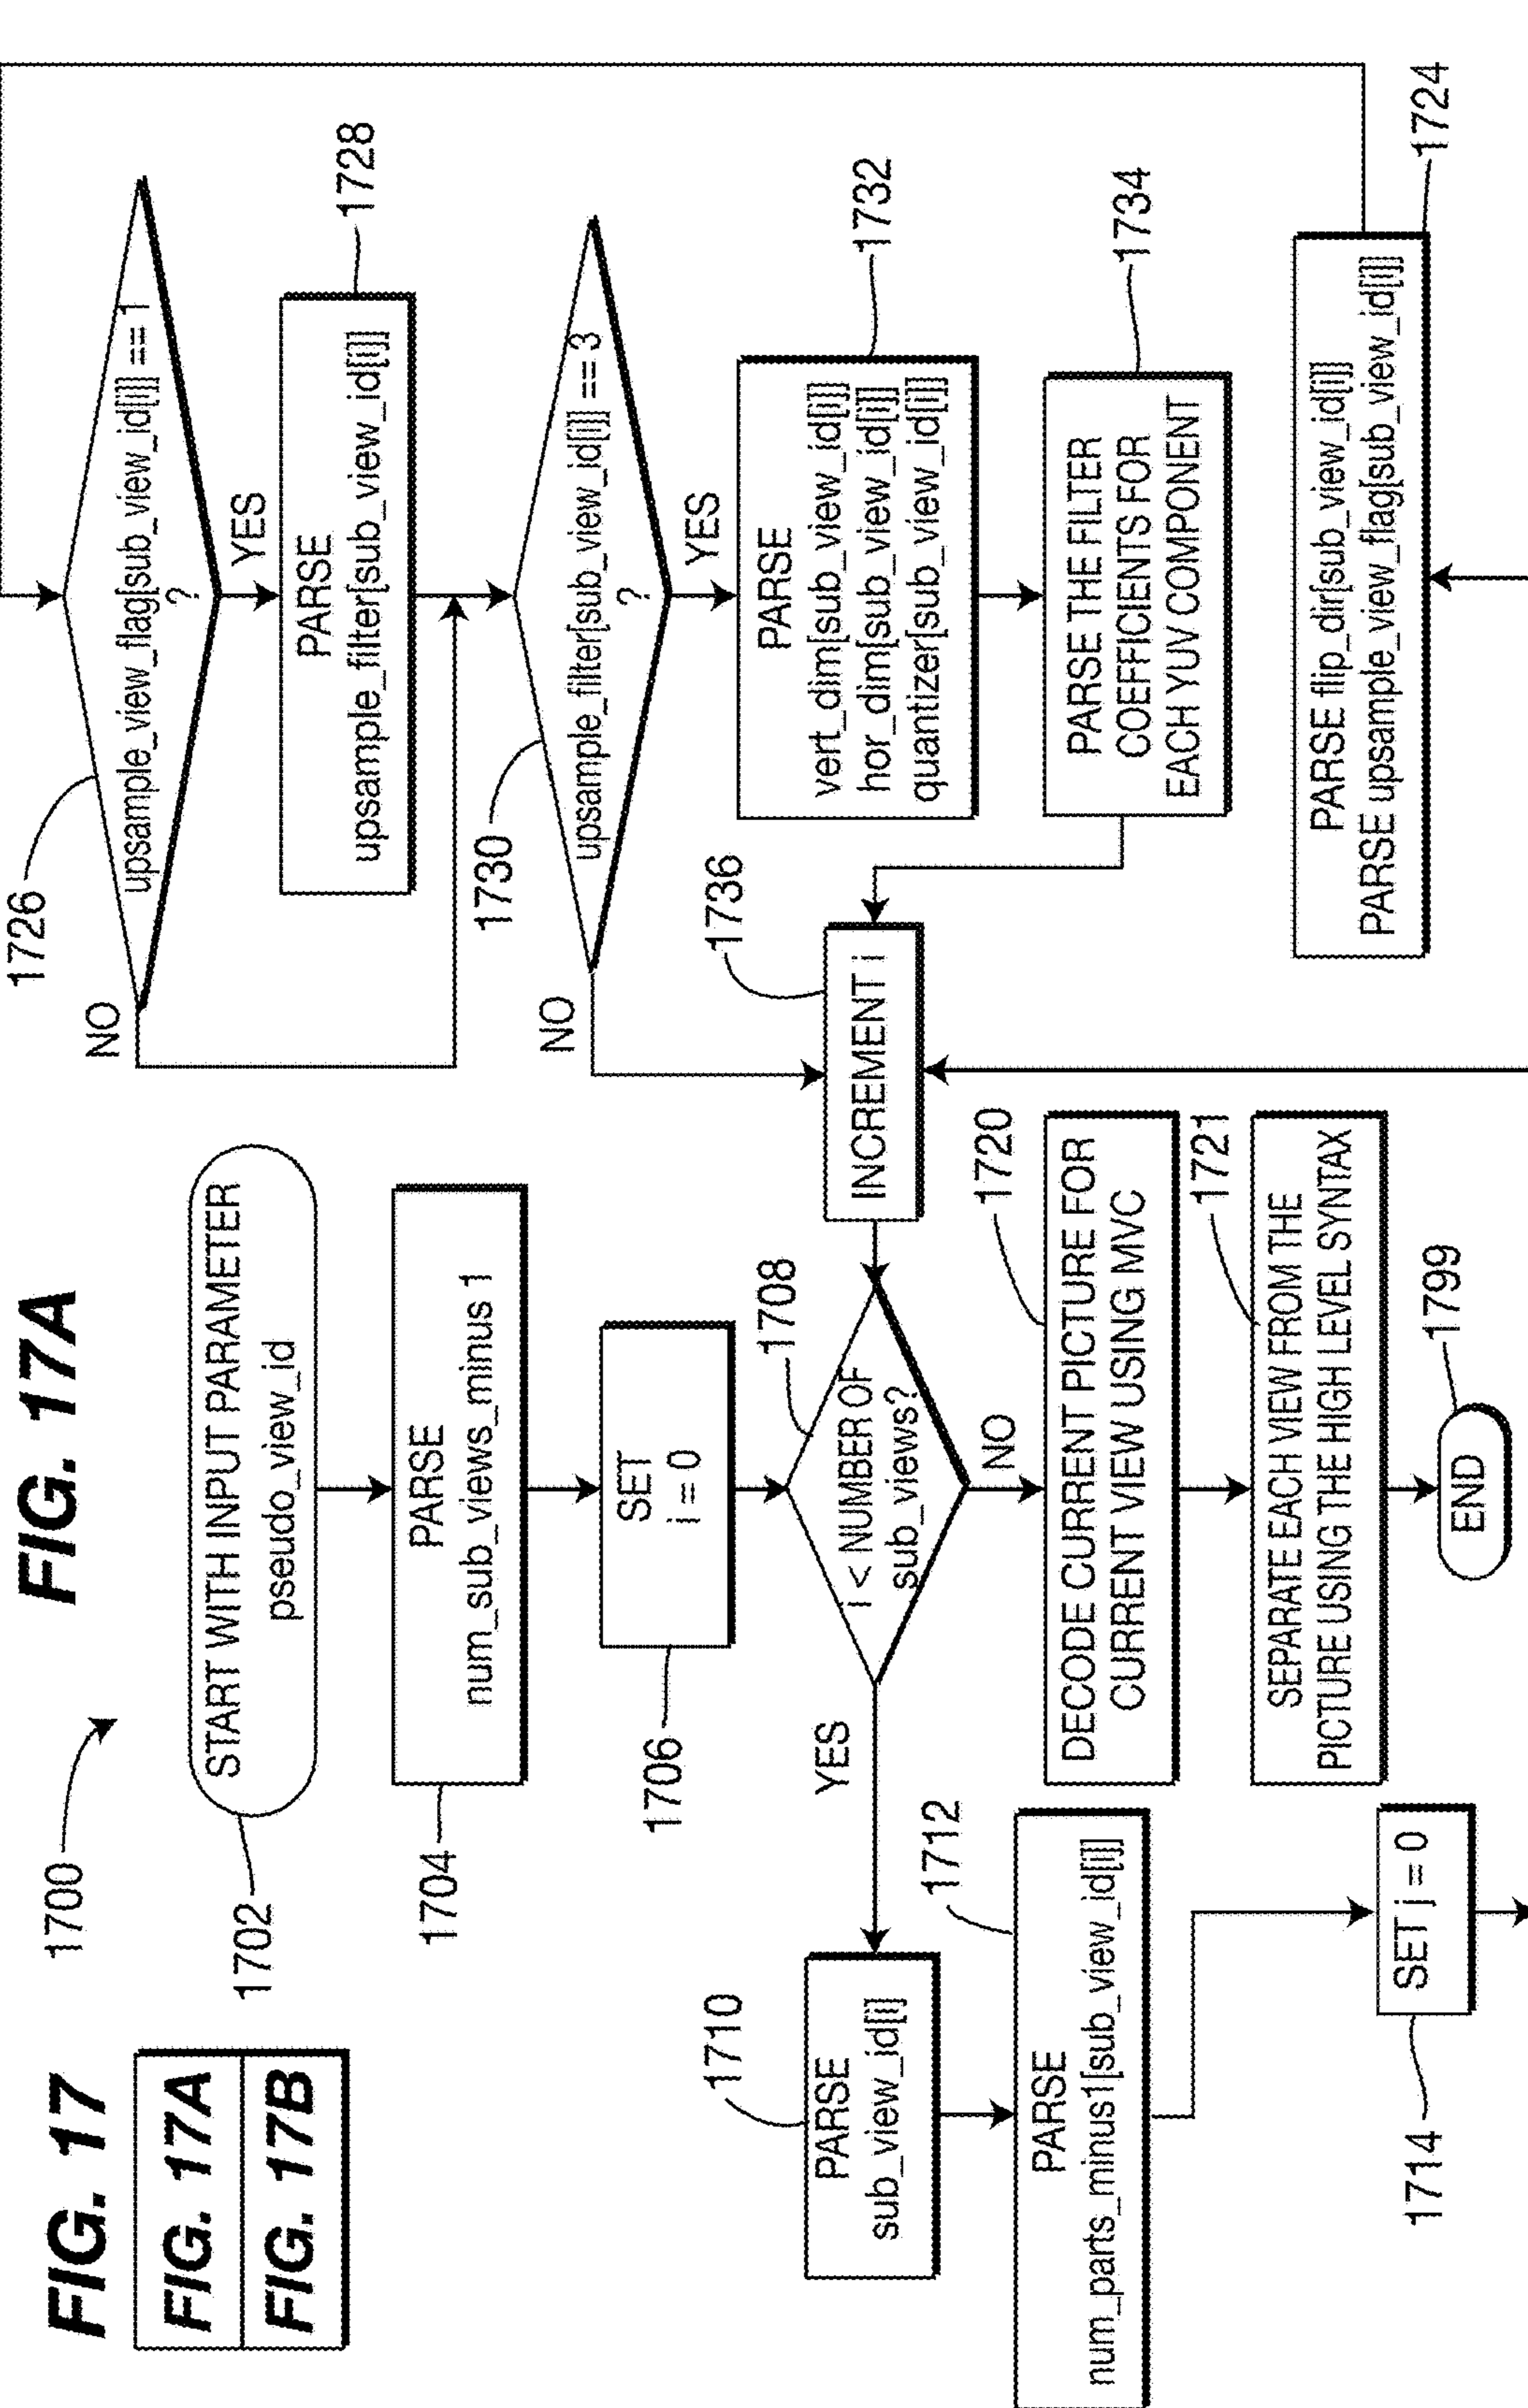 FIG. 17
FIG. 17A
FIG. 17B
FIG. 17A
1700
1702
START WITH INPUT PARAMETER
pseudo_view_id
1704
PARSE
num_sub_views_minus 1
1706
SET
i = 0
1708
i < NUMBER OF
sub_views?
YES
NO
1710
PARSE
sub_view_id[i]
1712
PARSE
num_parts_minus1[sub_view_id[i]]
1714
SET j = 0
1720
DECODE CURRENT PICTURE FOR
CURRENT VIEW USING MVC
1721
SEPARATE EACH VIEW FROM THE
PICTURE USING THE HIGH LEVEL SYNTAX
1799
END
1726
upsample_view_flag[sub_view_id[i]] == 1
?
NO
YES
1728
PARSE
upsample_filter[sub_view_id[i]]
1730
upsample_filter[sub_view_id[i]] == 3
?
NO
YES
1732
PARSE
vert_dim[sub_view_id[i]]
hor_dim[sub_view_id[i]]
quantizer[sub_view_id[i]]
1734
PARSE THE FILTER
COEFFICIENTS FOR
EACH YUV COMPONENT
1736
INCREMENT i
1724
PARSE flip_dir[sub_view_id[i]]
PARSE upsample_view_flag[sub_view_id[i]]